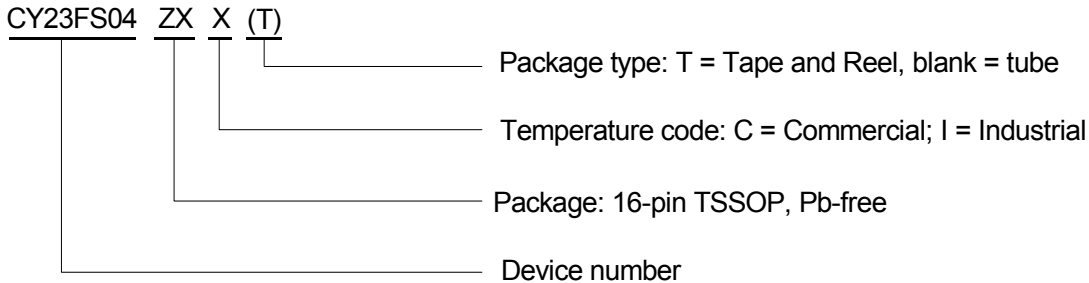 CY23FS04 ZX X (T)
Package type: T = Tape and Reel, blank = tube
Temperature code: C = Commercial; I = Industrial
Package: 16-pin TSSOP, Pb-free
Device number